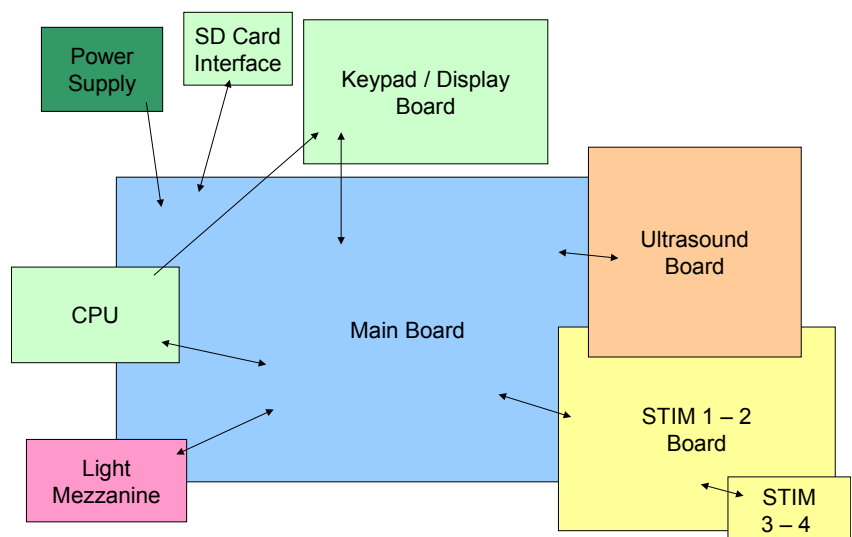 SD Card
Interface
Power
Supply
Keypad / Display
Board
Ultrasound
Board
CPU
Main Board
STIM 1 – 2
Board
Light
Mezzanine
STIM
3 – 4